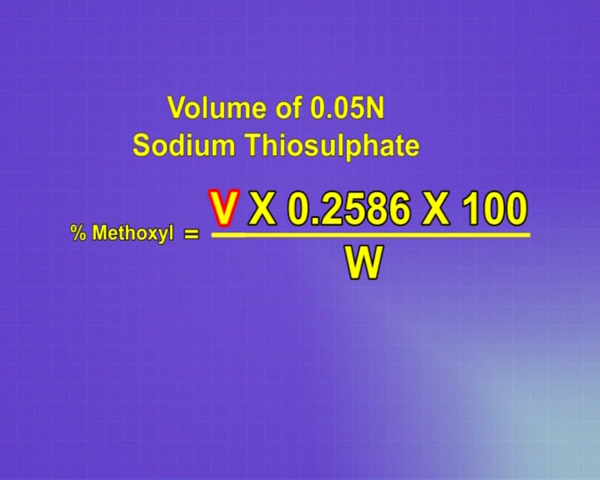 Volume of 0.05N
Sodium Thiosulphate
% Methoxyl = V X 0.2586 X 100
W